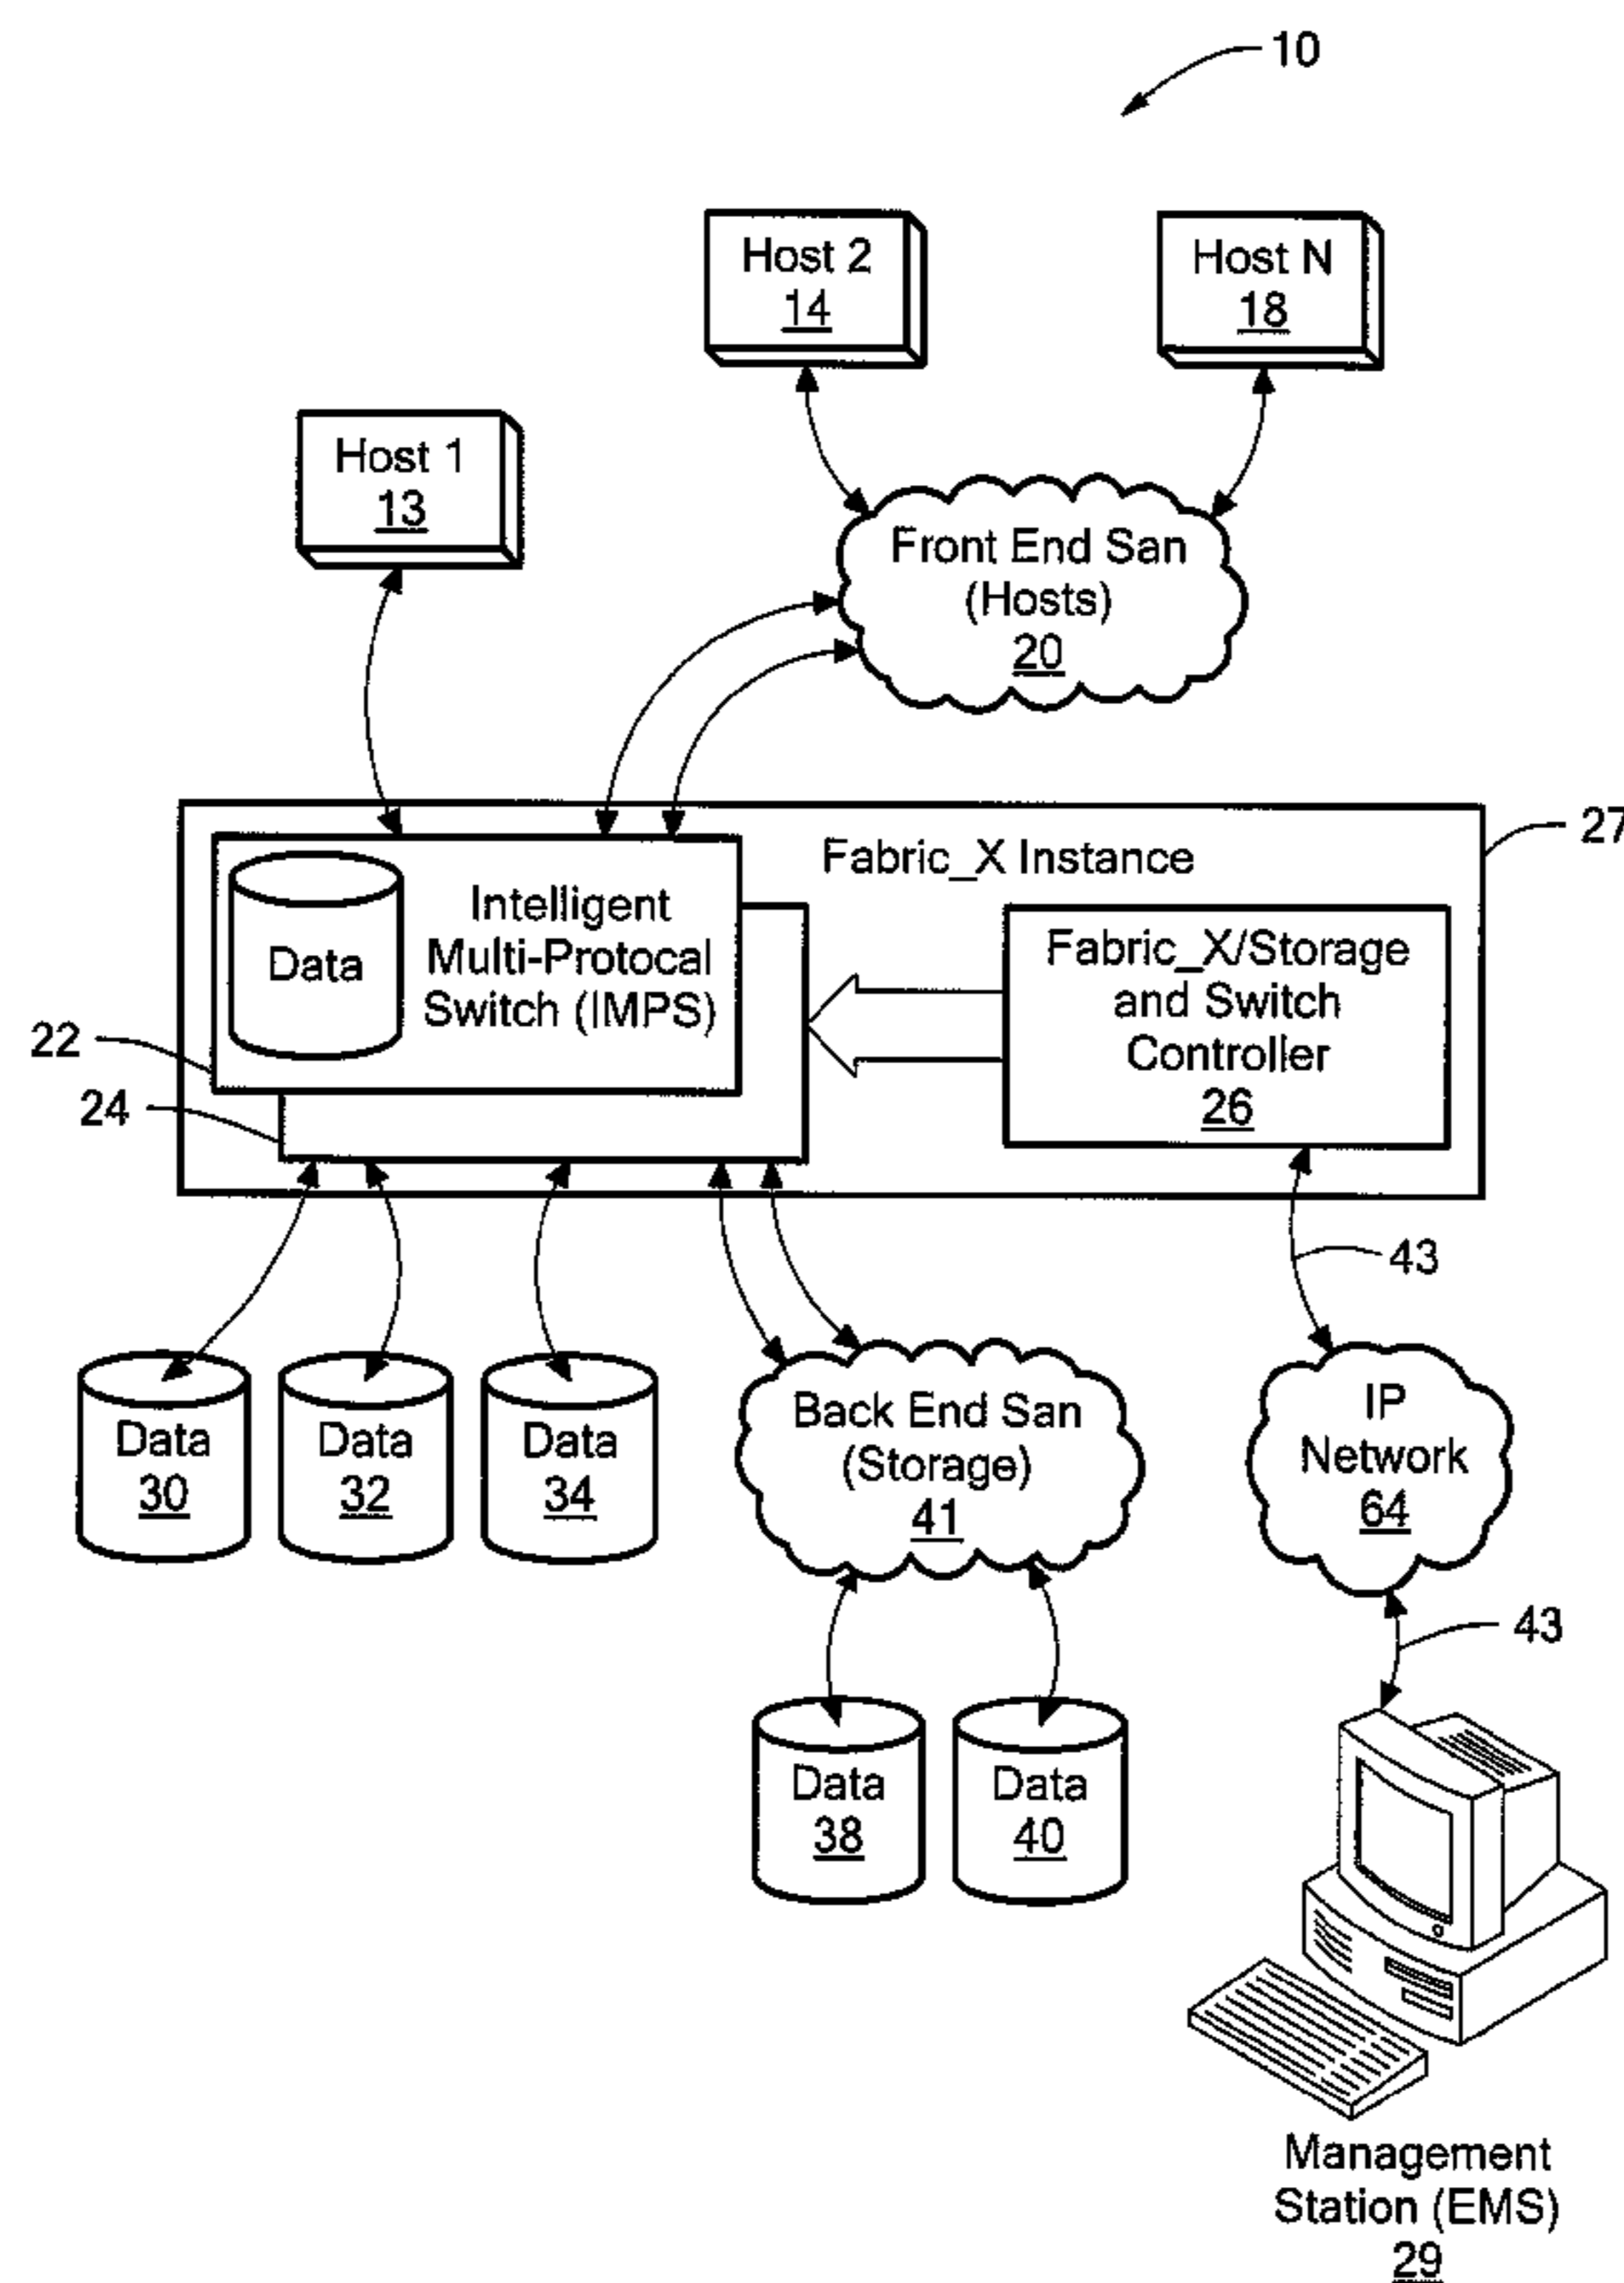 10
Host 2
14
Host N
18
Host 1
13
Front End San
(Hosts)
20
27
Fabric_X Instance
Data
Intelligent
Multi-Protocal
Switch (IMPS)
Fabric_X/Storage
and Switch
Controller
26
22
24
43
Data
30
Data
32
Data
34
Back End San
(Storage)
41
IP
Network
64
43
Data
38
Data
40
Management
Station (EMS)
29